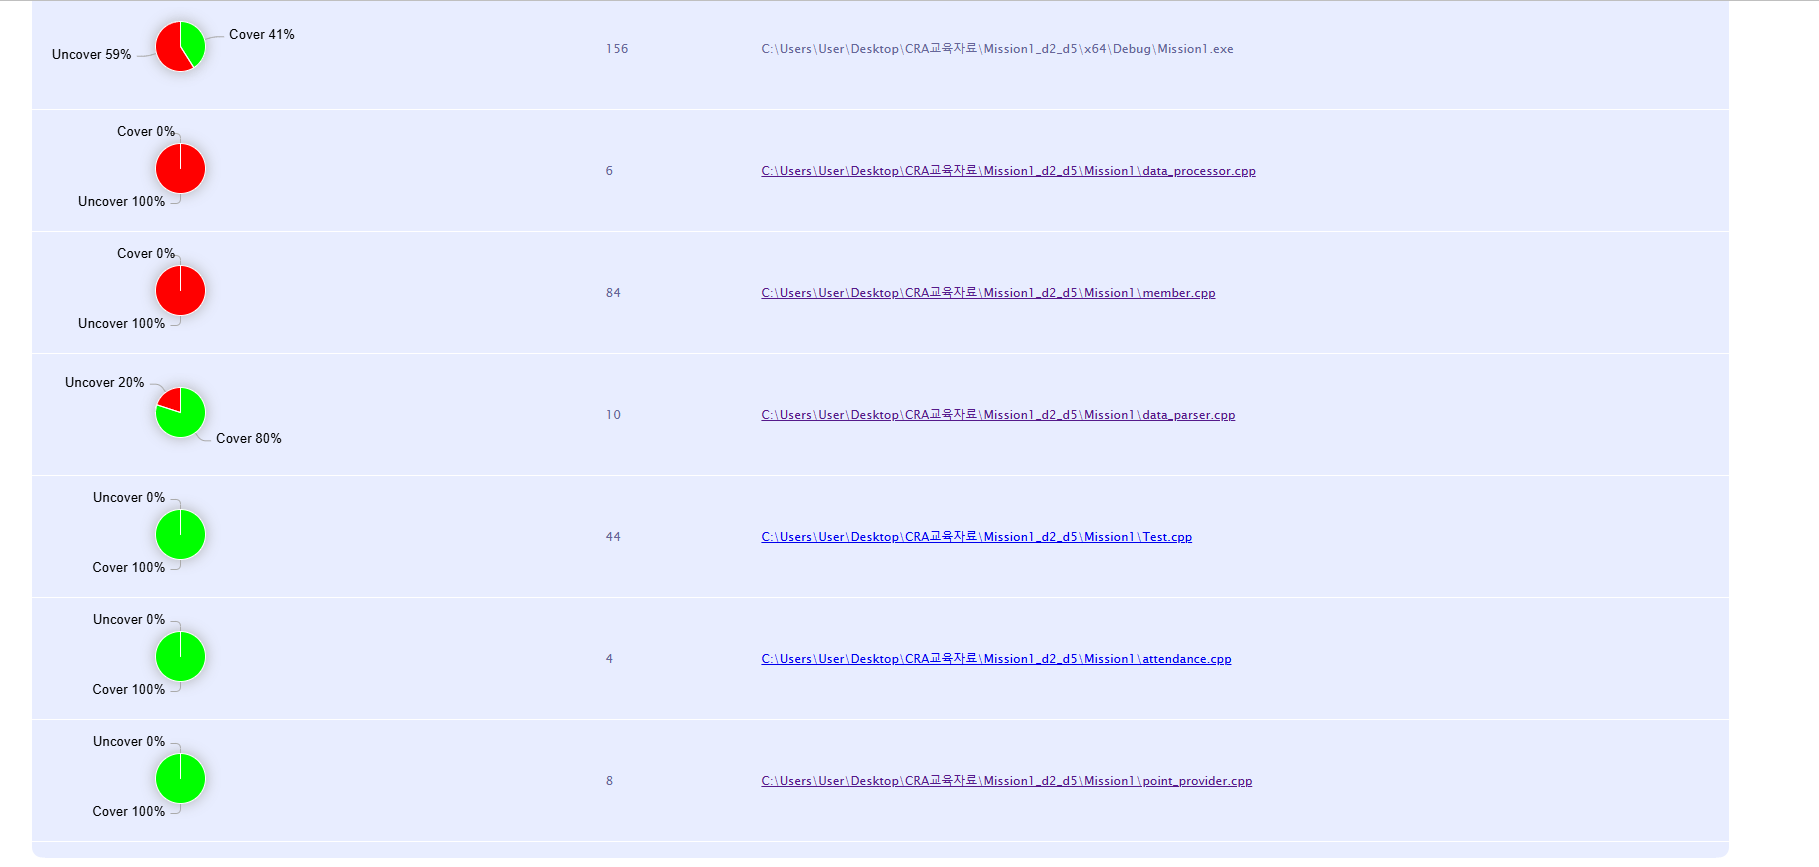 Cover 41%
Uncover 59%
156
C:\Users\User\Desktop\CRA교육자료\Mission1_d2_d5\x64\Debug\Mission1.exe
Cover 0%
Uncover 100%
6
C:\Users\User\Desktop\CRA교육자료\Mission1_d2_d5\Mission1\data_processor.cpp
Cover 0%
Uncover 100%
84
C:\Users\User\Desktop\CRA교육자료\Mission1_d2_d5\Mission1\member.cpp
Uncover 20%
Cover 80%
10
C:\Users\User\Desktop\CRA교육자료\Mission1_d2_d5\Mission1\data_parser.cpp
Uncover 0%
Cover 100%
44
C:\Users\User\Desktop\CRA교육자료\Mission1_d2_d5\Mission1\Test.cpp
Uncover 0%
Cover 100%
4
C:\Users\User\Desktop\CRA교육자료\Mission1_d2_d5\Mission1\attendance.cpp
Uncover 0%
Cover 100%
8
C:\Users\User\Desktop\CRA교육자료\Mission1_d2_d5\Mission1\point_provider.cpp